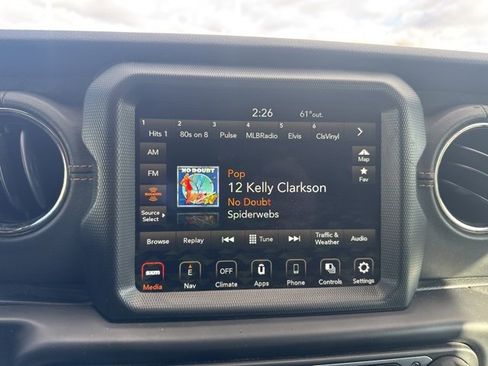 2:26 61°out.
1 2 3 4 5 6
Hits 1 80s on 8 Pulse MLBRadio Elvis ClsVinyl
AM
FM
Source
Select
NO DOUBT
Pop
12 Kelly Clarkson
No Doubt
Spiderwebs
Map
Fav
Browse Replay Tune Traffic &
Weather Audio
E OFF
Media Nav Climate Apps Phone Controls Settings